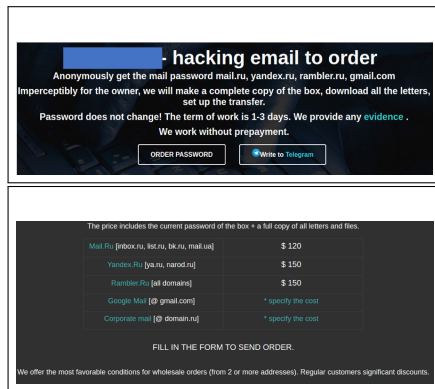 - hacking email to order
Anonymously get the mail password mail.ru, yandex.ru, rambler.ru, gmail.com
Imperceptibly for the owner, we will make a complete copy of the box, download all the letters,
set up the transfer.
Password does not change! The term of work is 1-3 days. We provide any evidence .
We work without prepayment.
ORDER PASSWORD
Write to Telegram
The price includes the current password of the box + a full copy of all letters and files.
Mail.Ru [inbox.ru, list.ru, bk.ru, mail.ua] $ 120
Yandex.Ru [ya.ru, narod.ru] $ 150
Rambler.Ru [all domains] $ 150
Google Mail [@ gmail.com] * specify the cost
Corporate mail [@ domain.ru] * specify the cost
FILL IN THE FORM TO SEND ORDER.
We offer the most favorable conditions for wholesale orders (from 2 or more addresses). Regular customers significant discounts.